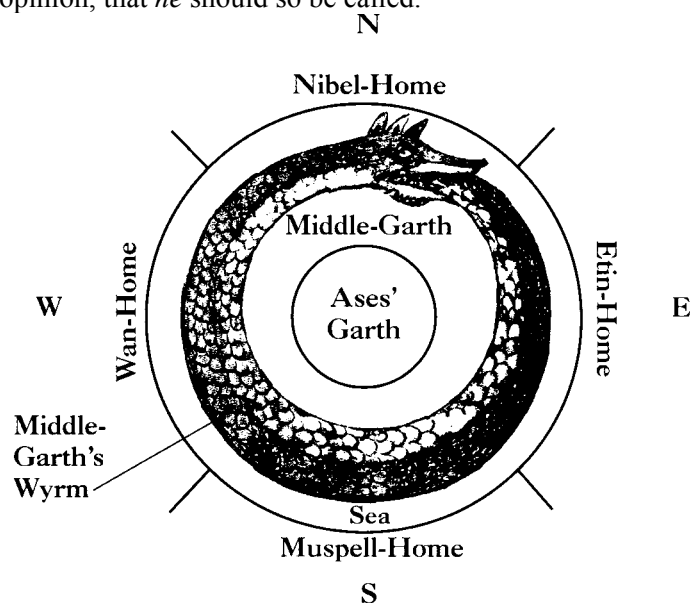 opinion, that he should so be called.
N
Nibel-Home
Middle-Garth
Ases'
Garth
W
Wan-Home
Etin-Home
E
Middle-
Garth's
Wyrm
Sea
Muspell-Home
S